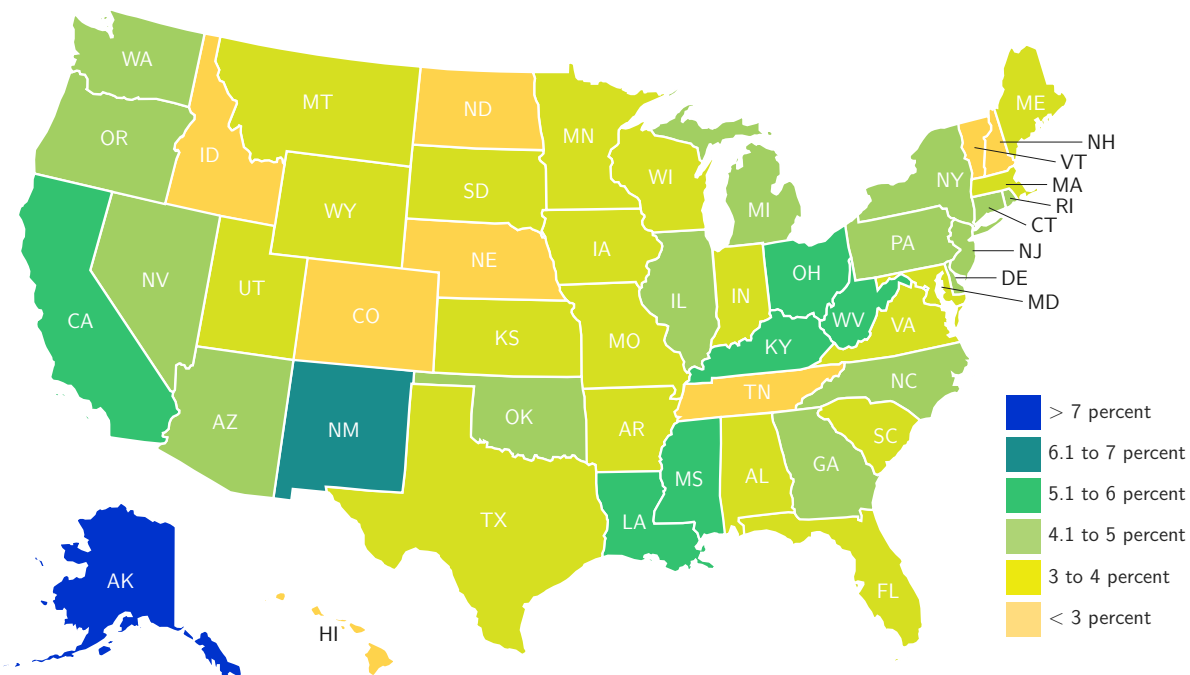 WA
MT
ND
ME
OR
MN
NH
ID
VT
WI
NY
MA
SD
RI
WY
MI
CT
IA
PA
NJ
NE
OH
DE
NV
UT
IL
IN
MD
CA
CO
WV
VA
KS
MO
KY
NC
TN
> 7 percent
AZ
NM
OK
AR
SC
6.1 to 7 percent
GA
MS
AL
5.1 to 6 percent
TX
LA
4.1 to 5 percent
AK
3 to 4 percent
FL
< 3 percent
HI